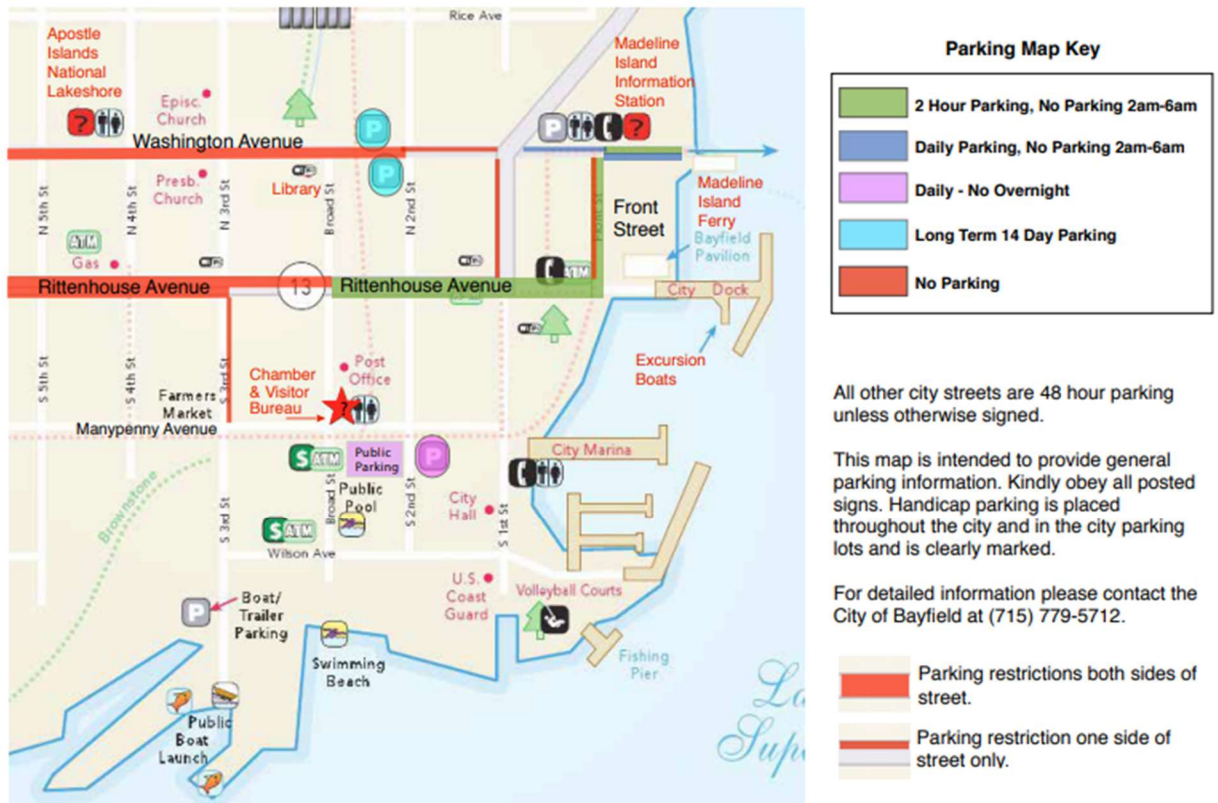 Rice Ave
Apostle
Islands
National
Lakeshore
?
Episc.
Church
P
Madeline
Island
Information
Station
P
?
Washington Avenue
P
Library
Presb.
Church
N 5th St
N 4th St
N 3rd St
Broad St
N 2nd St
Front St
Front
Street
Madeline
Island
Ferry
Bayfield
Pavilion
ATM
Gas
ATM
Rittenhouse Avenue
13
Rittenhouse Avenue
City Dock
Excursion
Boats
S 5th St
S 4th St
S 3rd St
Post
Office
Chamber
& Visitor
Bureau
?
Farmers
Market
Manypenny Avenue
City Marina
$ ATM
Public
Parking
P
Public
Pool
Broad St
S 2nd St
S 3rd St
City
Hall
S 1st St
Brownstone
$ ATM
Wilson Ave
U.S.
Coast
Guard
Volleyball Courts
P
Boat/
Trailer
Parking
Swimming
Beach
Fishing
Pier
Public
Boat
Launch
Parking Map Key
2 Hour Parking, No Parking 2am-6am
Daily Parking, No Parking 2am-6am
Daily - No Overnight
Long Term 14 Day Parking
No Parking
All other city streets are 48 hour parking
unless otherwise signed.
This map is intended to provide general
parking information. Kindly obey all posted
signs. Handicap parking is placed
throughout the city and in the city parking
lots and is clearly marked.
For detailed information please contact the
City of Bayfield at (715) 779-5712.
Parking restrictions both sides of
street.
Parking restriction one side of
street only.